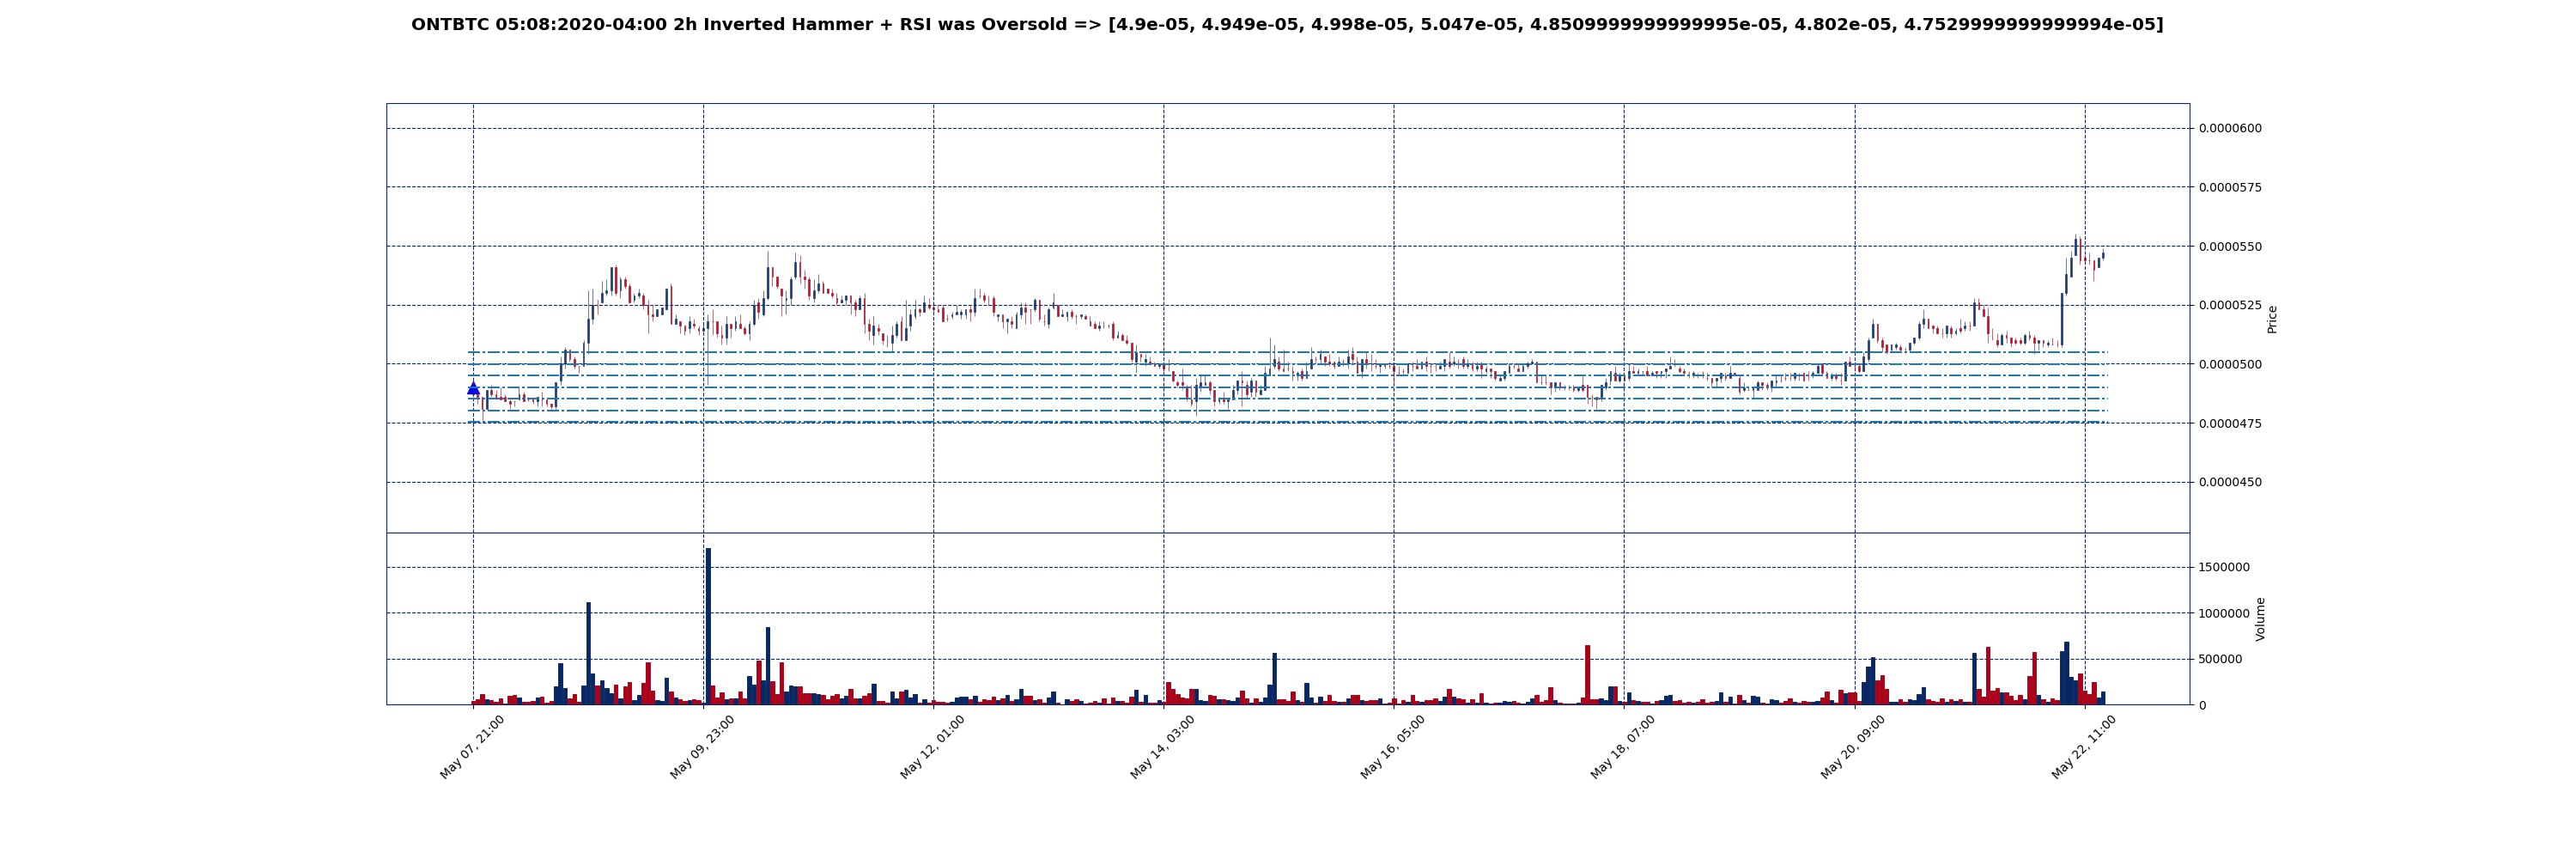 ONTBTC 05:08:2020-04:00 2h Inverted Hammer + RSI was Oversold => [4.9e-05, 4.949e-05, 4.998e-05, 5.047e-05, 4.8509999999999995e-05, 4.802e-05, 4.7529999999999994e-05]
0.0000600
0.0000575
0.0000550
0.0000525
0.0000500
0.0000475
0.0000450
Price
1500000
1000000
500000
0
Volume
May 07, 21:00
May 09, 23:00
May 12, 01:00
May 14, 03:00
May 16, 05:00
May 18, 07:00
May 20, 09:00
May 22, 11:00